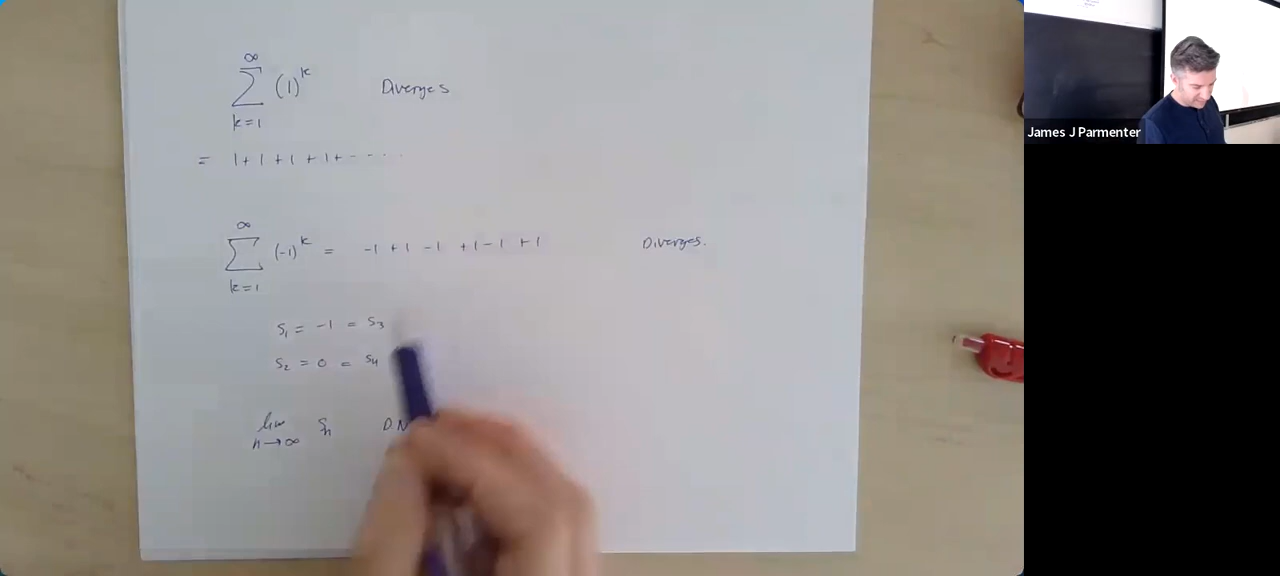 ∞
∑ (1)^k Diverges
k=1
= 1+1+1+1+-····
∞
∑ (-1)^k = -1 +1 -1 +1-1 +1 Diverges.
k=1
S₁ = -1 = S₃
S₂ = 0 = S₄
lim Sₙ D.N
n→∞
James J Parmenter